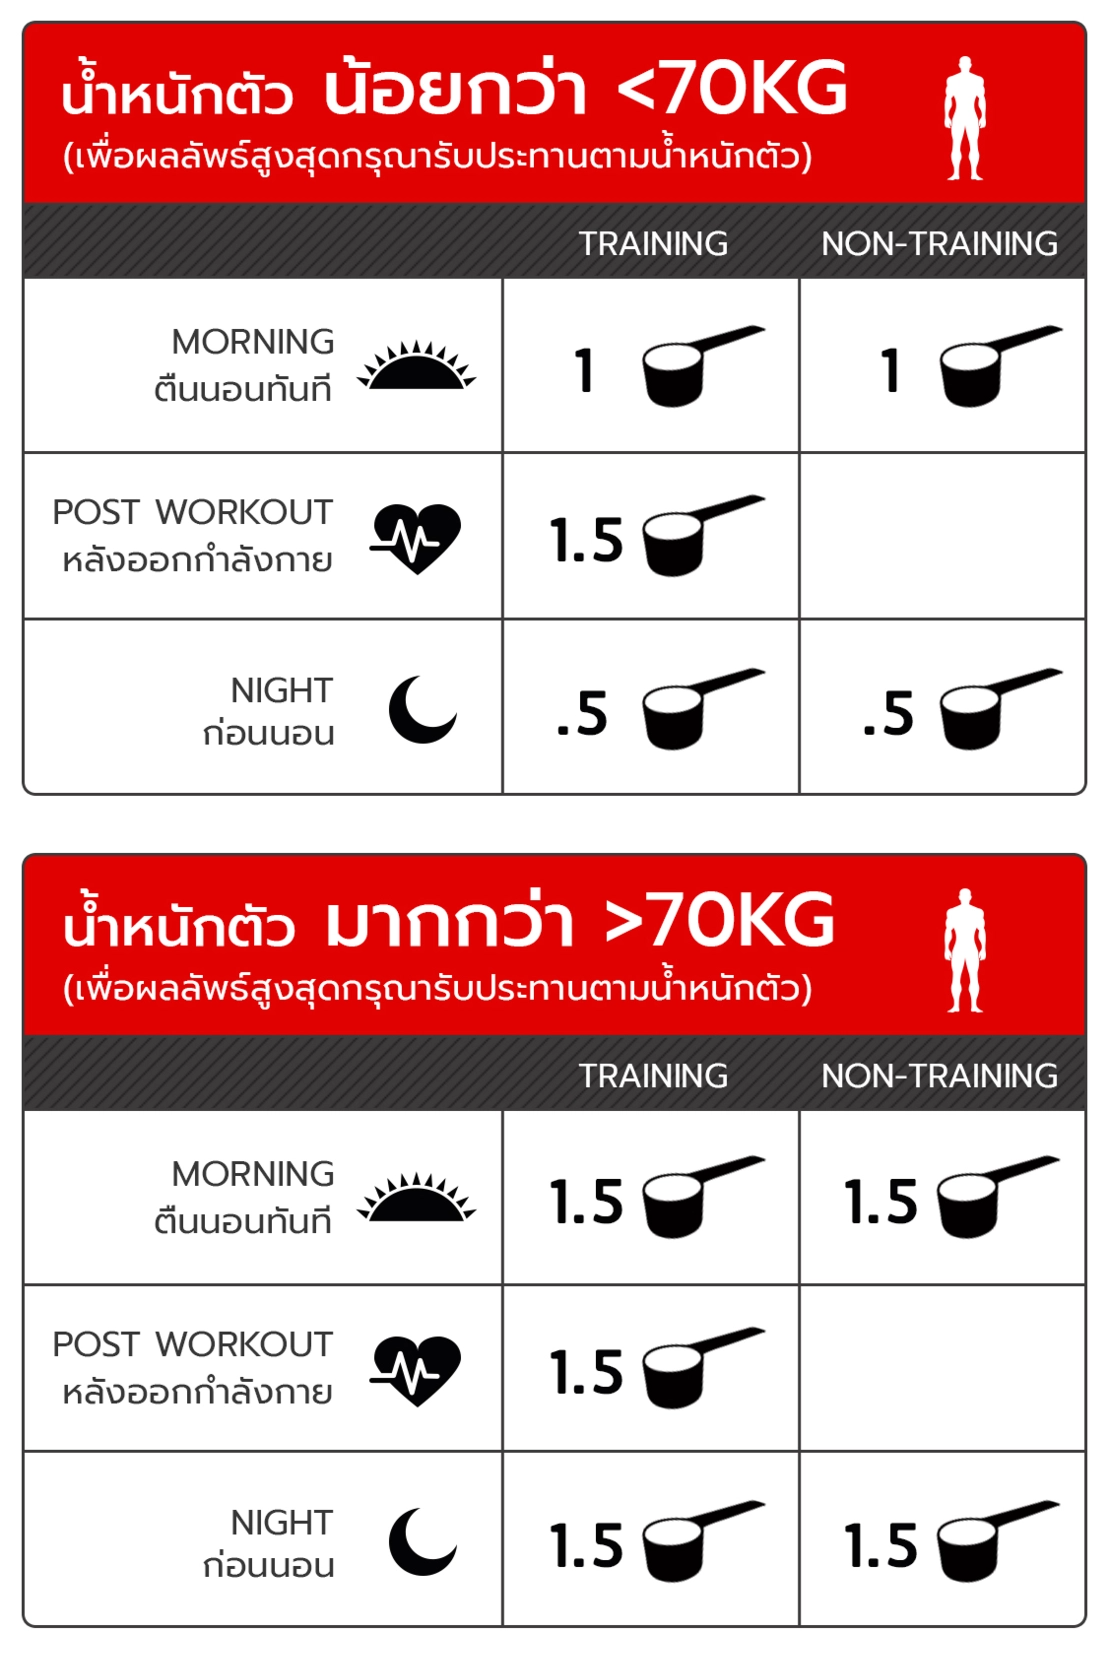 น้ำหนักตัว น้อยกว่า <70KG
(เพื่อผลลัพธ์สูงสุดกรุณารับประทานตามน้ำหนักตัว)
TRAINING NON-TRAINING
MORNING
ตื่นนอนทันที
1 1
POST WORKOUT
หลังออกกำลังกาย
1.5
NIGHT
ก่อนนอน
.5 .5
น้ำหนักตัว มากกว่า >70KG
(เพื่อผลลัพธ์สูงสุดกรุณารับประทานตามน้ำหนักตัว)
TRAINING NON-TRAINING
MORNING
ตื่นนอนทันที
1.5 1.5
POST WORKOUT
หลังออกกำลังกาย
1.5
NIGHT
ก่อนนอน
1.5 1.5